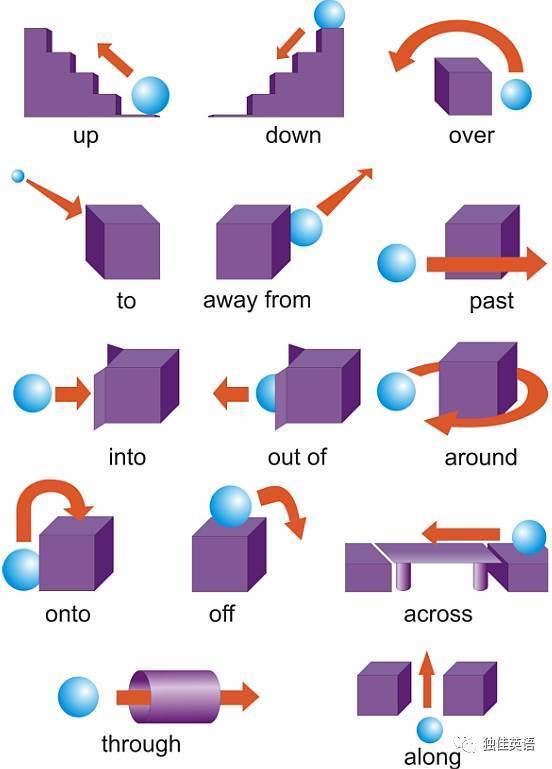 up
down
over
to
away from
past
into
out of
around
onto
off
across
through
along
独佳英语